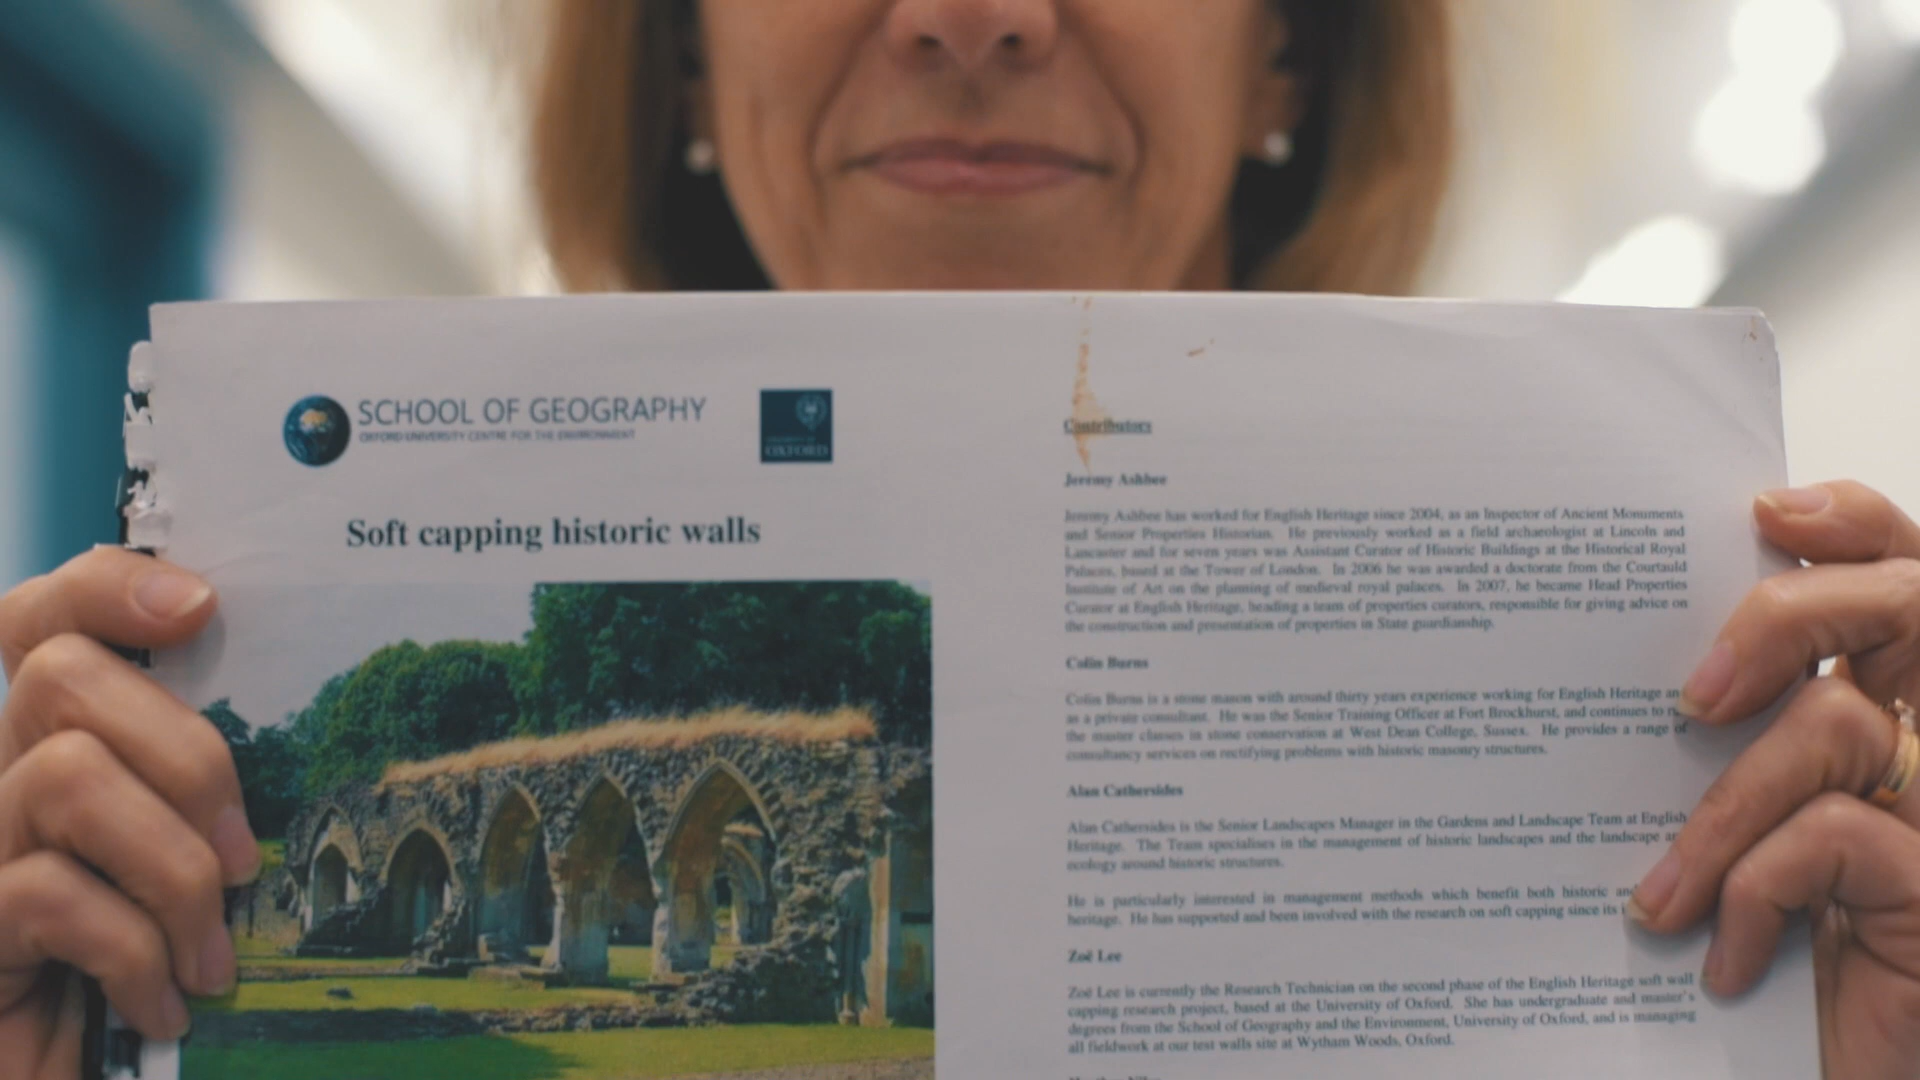 SCHOOL OF GEOGRAPHY
OXFORD UNIVERSITY CENTRE FOR THE ENVIRONMENT
UNIVERSITY OF
OXFORD
Soft capping historic walls
Contributors
Jeremy Ashbee
Jeremy Ashbee has worked for English Heritage since 2004, as an Inspector of Ancient Monuments
and Senior Properties Historian. He previously worked as a field archaeologist at Lincoln and
Lancaster and for seven years was Assistant Curator of Historic Buildings at the Historical Royal
Palaces, based at the Tower of London. In 2006 he was awarded a doctorate from the Courtauld
Institute of Art on the planning of medieval royal palaces. In 2007, he became Head Properties
Curator at English Heritage, heading a team of properties curators, responsible for giving advice on
the construction and presentation of properties in State guardianship.
Colin Burns
Colin Burns is a stone mason with around thirty years experience working for English Heritage an
as a private consultant. He was the Senior Training Officer at Fort Brockhurst, and continues to
the master classes in stone conservation at West Dean College, Sussex. He provides a range of
consultancy services on rectifying problems with historic masonry structures.
Alan Cathersides
Alan Cathersides is the Senior Landscapes Manager in the Gardens and Landscape Team at English
Heritage. The Team specialises in the management of historic landscapes and the landscape
ecology around historic structures.
He is particularly interested in management methods which benefit both historic and
heritage. He has supported and been involved with the research on soft capping since its
Zoë Lee
Zoë Lee is currently the Research Technician on the second phase of the English Heritage soft wall
capping research project, based at the University of Oxford. She has undergraduate and master's
degrees from the School of Geography and the Environment, University of Oxford, and is managing
all fieldwork at our test walls site at Wytham Woods, Oxford.